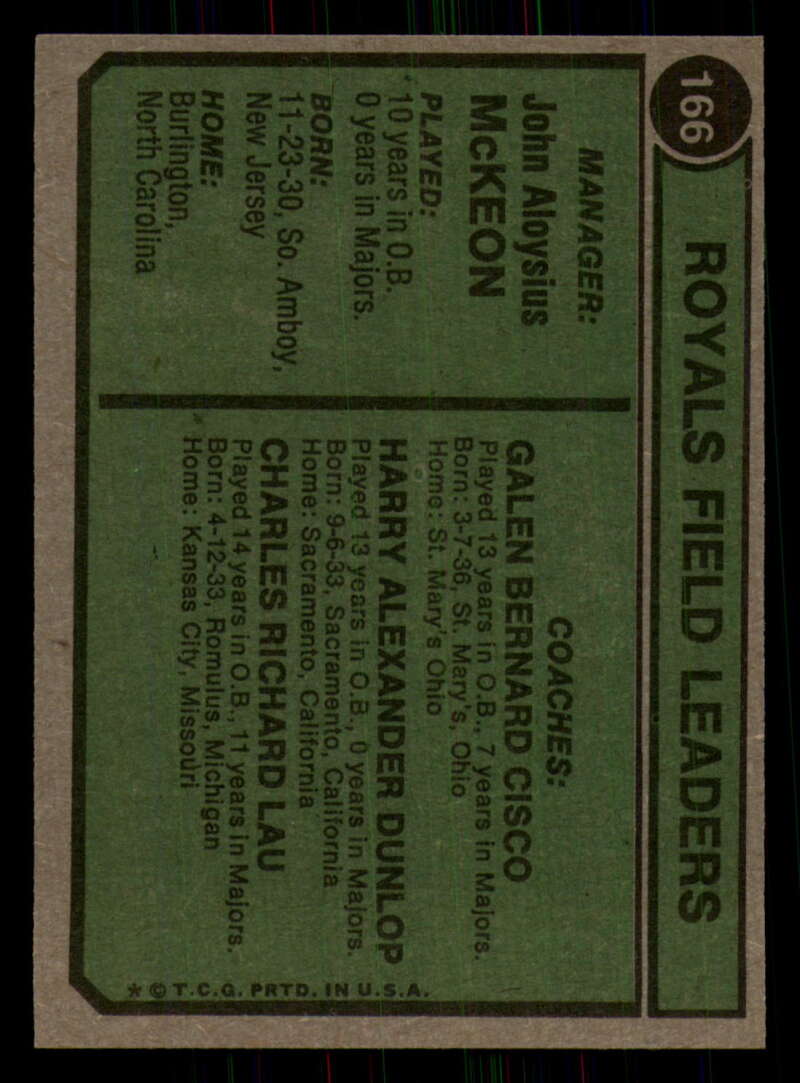 166
ROYALS FIELD LEADERS
MANAGER:
John Aloysius
McKEON
PLAYED:
10 years in O.B.
0 years in Majors.
BORN:
11-23-30, So. Amboy,
New Jersey
HOME:
Burlington,
North Carolina
COACHES:
GALEN BERNARD CISCO
Played 13 years in O.B., 7 years in Majors.
Born: 3-7-36, St. Mary's, Ohio
Home: St. Mary's Ohio
HARRY ALEXANDER DUNLOP
Played 13 years in O.B., 0 years in Majors.
Born: 9-6-33, Sacramento, California
Home: Sacramento, California
CHARLES RICHARD LAU
Played 14 years in O.B., 11 years in Majors.
Born: 4-12-33, Romulus, Michigan
Home: Kansas City, Missouri
* © T.C.G. PRTD. IN U.S.A.